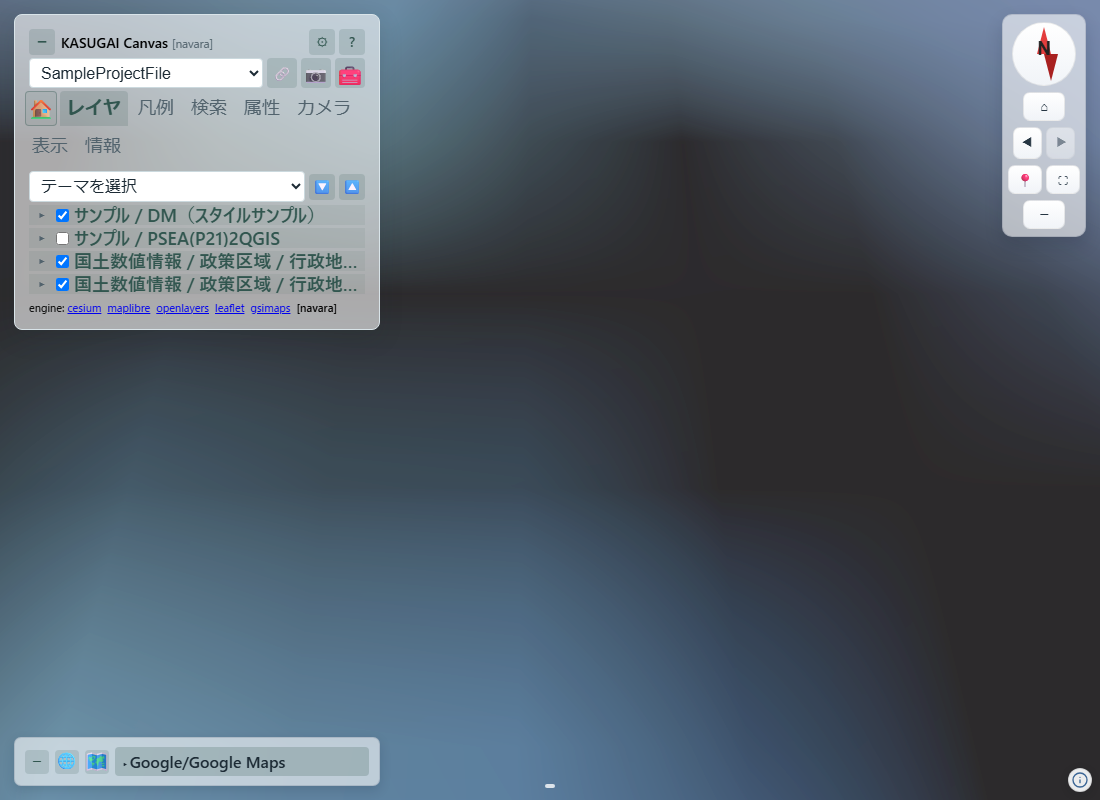 KASUGAI Canvas [navara]
?
SampleProjectFile
レイヤ 凡例 検索 属性 カメラ
表示 情報
テーマを選択
サンプル / DM（スタイルサンプル）
サンプル / PSEA(P21)2QGIS
国土数値情報 / 政策区域 / 行政地...
国土数値情報 / 政策区域 / 行政地...
engine: cesium maplibre openlayers leaflet gsimaps [navara]
N
Google/Google Maps